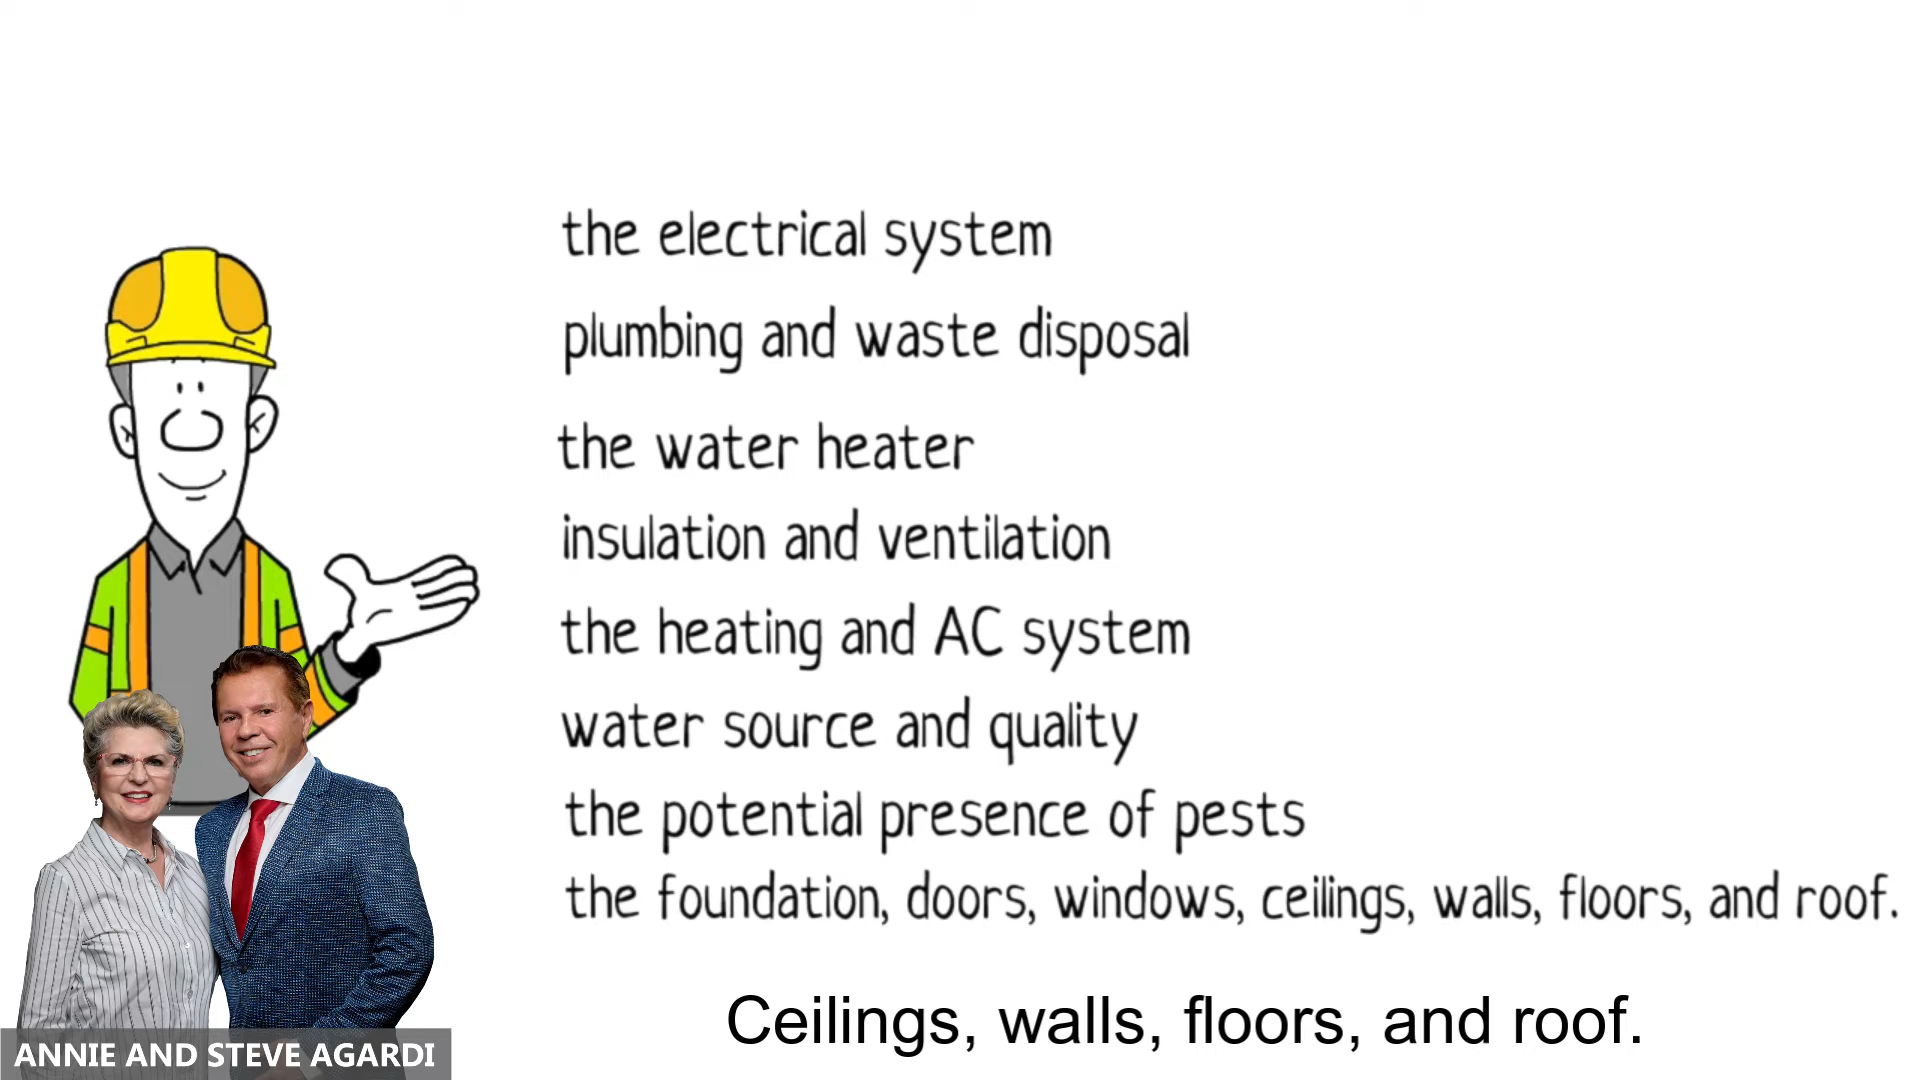 the electrical system
plumbing and waste disposal
the water heater
insulation and ventilation
the heating and AC system
water source and quality
the potential presence of pests
the foundation, doors, windows, ceilings, walls, floors, and roof.
Ceilings, walls, floors, and roof.
ANNIE AND STEVE AGARDI